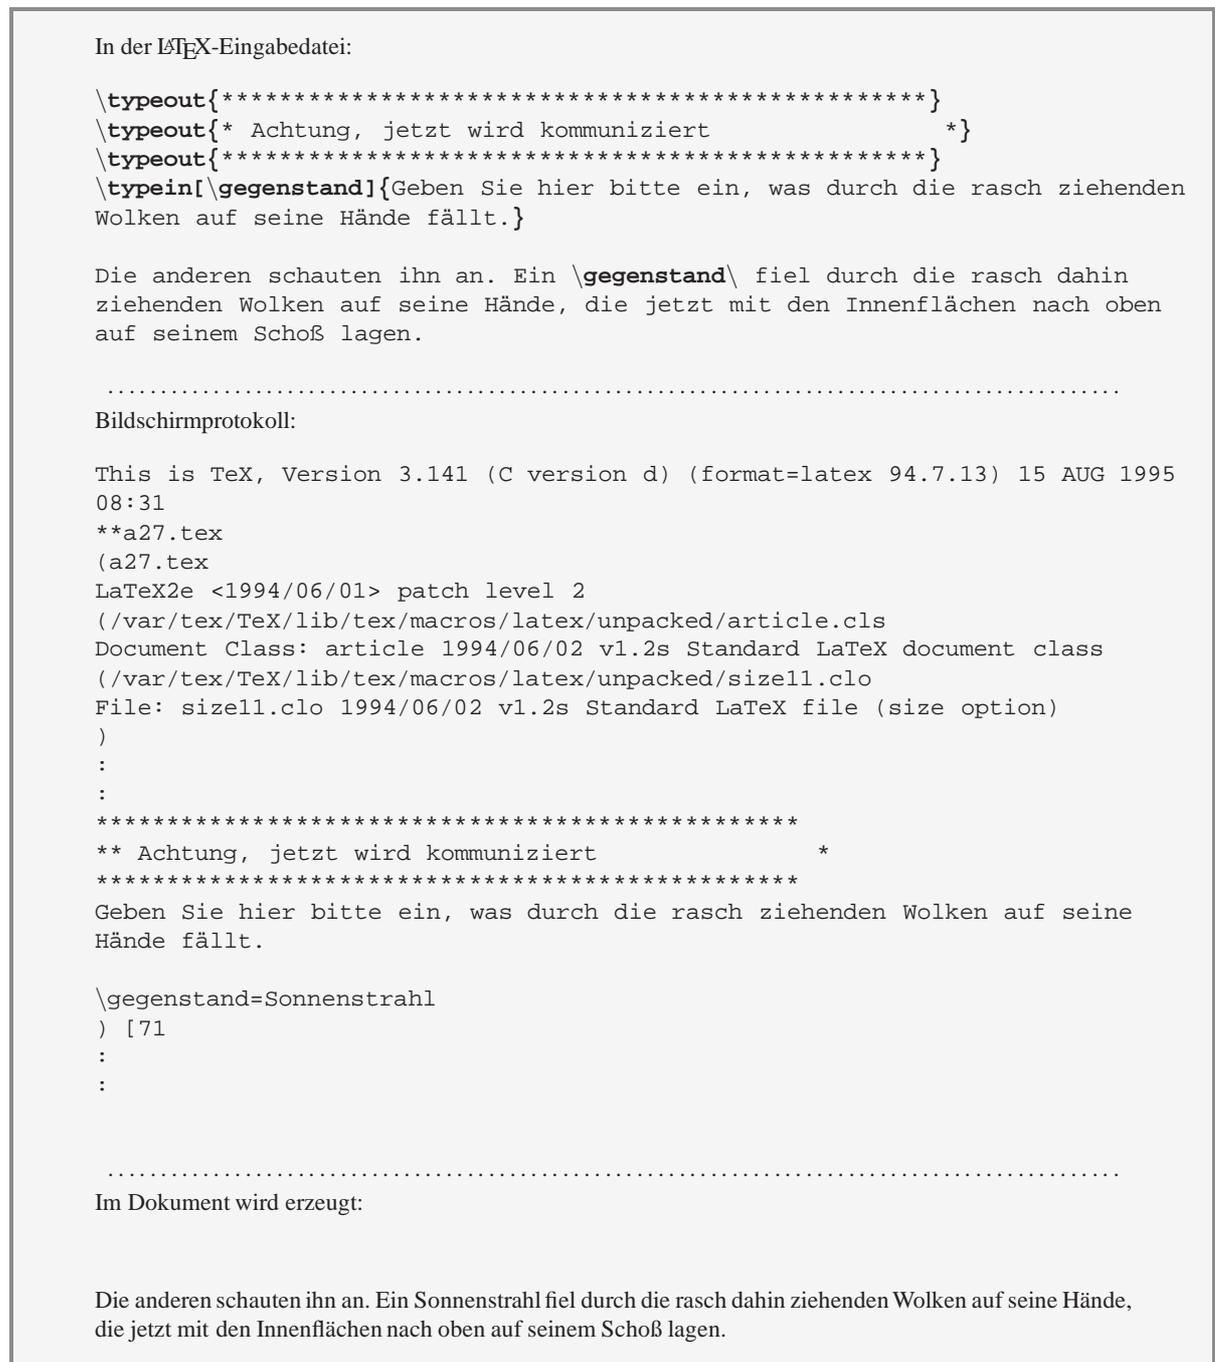 In der LATEX-Eingabedatei:
\typeout{*************************************************}
\typeout{* Achtung, jetzt wird kommuniziert                *}
\typeout{*************************************************}
\typein[\gegenstand]{Geben Sie hier bitte ein, was durch die rasch ziehenden
Wolken auf seine Hände fällt.}
Die anderen schauten ihn an. Ein \gegenstand\ fiel durch die rasch dahin
ziehenden Wolken auf seine Hände, die jetzt mit den Innenflächen nach oben
auf seinem Schoß lagen.
................................................................................................
Bildschirmprotokoll:
This is TeX, Version 3.141 (C version d) (format=latex 94.7.13) 15 AUG 1995
08:31
**a27.tex
(a27.tex
LaTeX2e <1994/06/01> patch level 2
(/var/tex/TeX/lib/tex/macros/latex/unpacked/article.cls
Document Class: article 1994/06/02 v1.2s Standard LaTeX document class
(/var/tex/TeX/lib/tex/macros/latex/unpacked/size11.clo
File: size11.clo 1994/06/02 v1.2s Standard LaTeX file (size option)
)
:
:
*************************************************
** Achtung, jetzt wird kommuniziert               *
*************************************************
Geben Sie hier bitte ein, was durch die rasch ziehenden Wolken auf seine
Hände fällt.
\gegenstand=Sonnenstrahl
) [71
:
:
................................................................................................
Im Dokument wird erzeugt:
Die anderen schauten ihn an. Ein Sonnenstrahl fiel durch die rasch dahin ziehenden Wolken auf seine Hände,
die jetzt mit den Innenflächen nach oben auf seinem Schoß lagen.